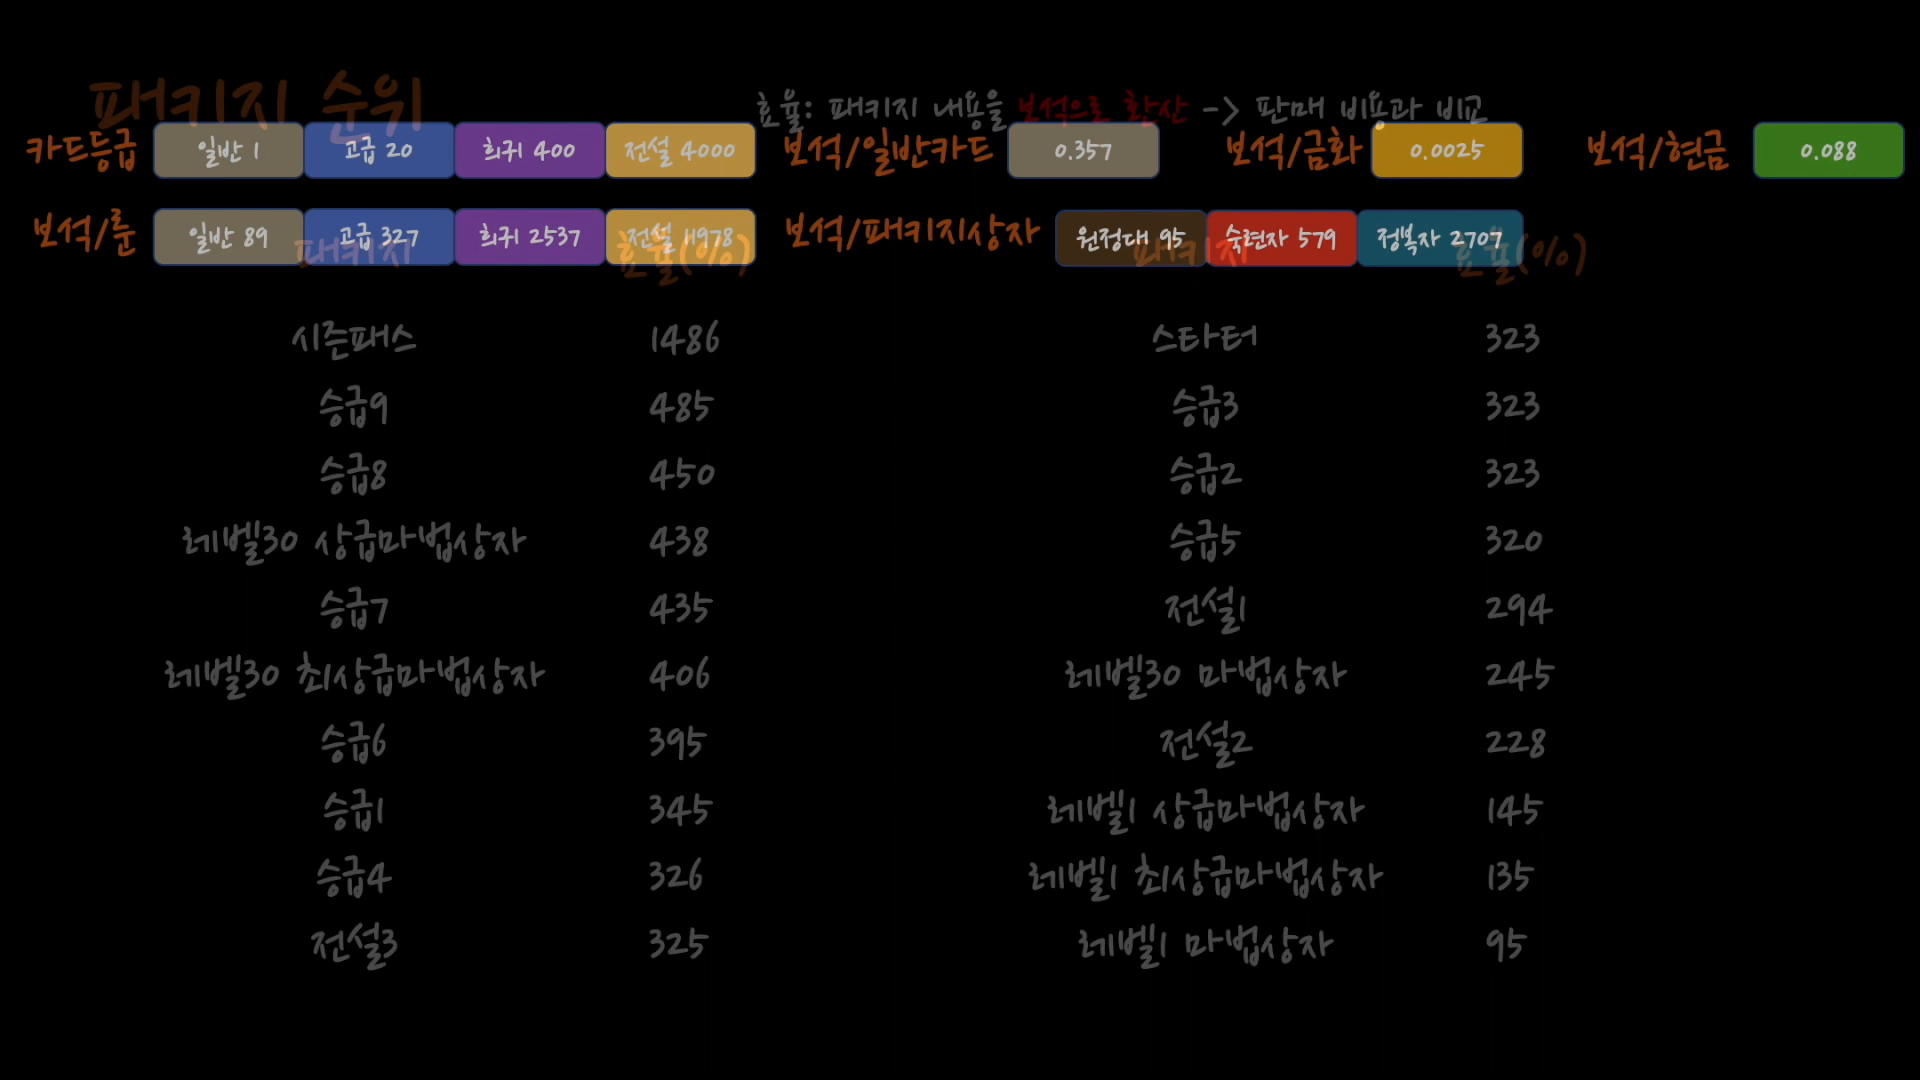 패키지 순위
효율: 패키지 내용을 보석으로 환산 -> 판매 비용과 비교
카드등급 일반 1 고급 20 희귀 400 전설 4000 보석/일반카드 0.357 보석/금화 0.0025 보석/현금 0.088
보석/룬 일반 89 고급 327 희귀 2537 전설 11978 보석/패키지상자 원정대 95 숙련자 579 정복자 2707
패키지 효율(%) 패키지 효율(%)
시즌패스 1486 스타터 323
승급9 485 승급3 323
승급8 450 승급2 323
레벨30 상급마법상자 438 승급5 320
승급7 435 전설1 294
레벨30 최상급마법상자 406 레벨30 마법상자 245
승급6 395 전설2 228
승급1 345 레벨1 상급마법상자 145
승급4 326 레벨1 최상급마법상자 135
전설3 325 레벨1 마법상자 95